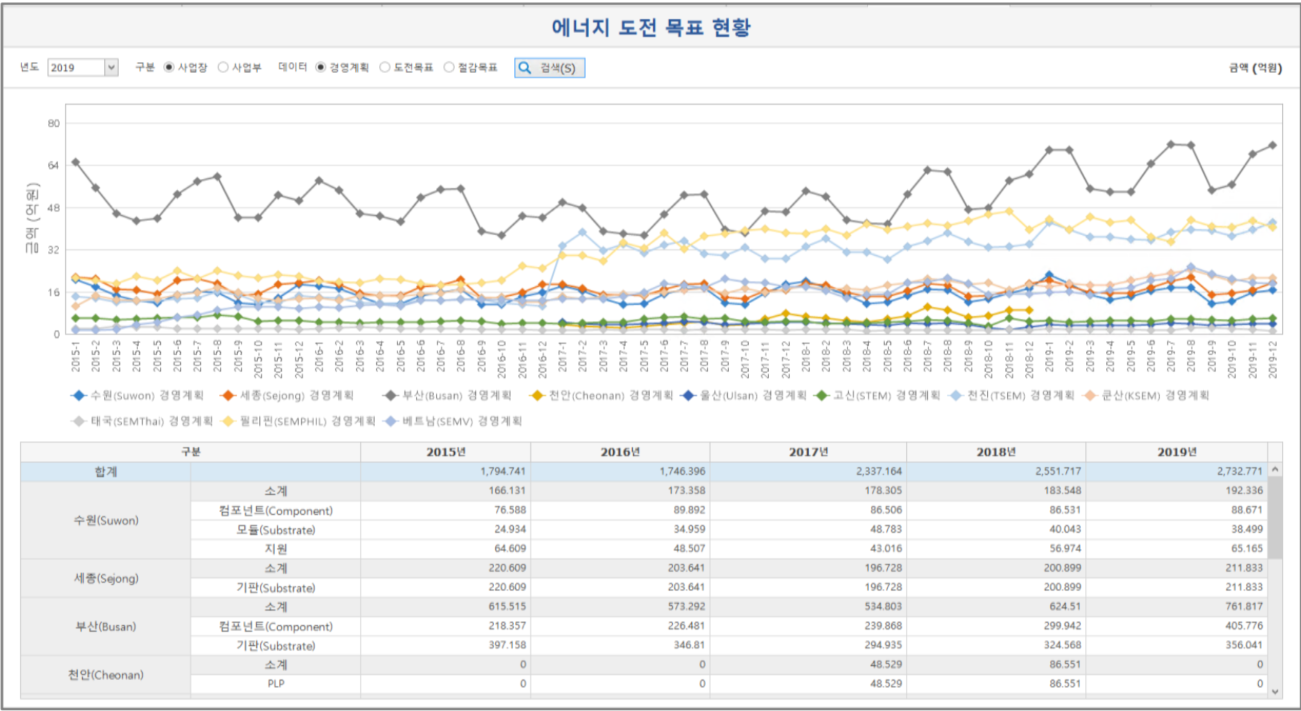 에너지 도전 목표 현황
년도 2019 구분 사업장 사업부 데이터 경영계획 도전목표 절감목표 검색(S) 금액 (억원)
80
64
48
32
16
0
금액 (억원)
2015-1 2015-2 2015-3 2015-4 2015-5 2015-6 2015-7 2015-8 2015-9 2015-10 2015-11 2015-12 2016-1 2016-2 2016-3 2016-4 2016-5 2016-6 2016-7 2016-8 2016-9 2016-10 2016-11 2016-12 2017-1 2017-2 2017-3 2017-4 2017-5 2017-6 2017-7 2017-8 2017-9 2017-10 2017-11 2017-12 2018-1 2018-2 2018-3 2018-4 2018-5 2018-6 2018-7 2018-8 2018-9 2018-10 2018-11 2018-12 2019-1 2019-2 2019-3 2019-4 2019-5 2019-6 2019-7 2019-8 2019-9 2019-10 2019-11 2019-12
수원(Suwon) 경영계획 세종(Sejong) 경영계획 부산(Busan) 경영계획 천안(Cheonan) 경영계획 울산(Ulsan) 경영계획 고신(STEM) 경영계획 천진(TSEM) 경영계획 쿤산(KSEM) 경영계획
태국(SEMThai) 경영계획 필리핀(SEMPHIL) 경영계획 베트남(SEMV) 경영계획
구분 2015년 2016년 2017년 2018년 2019년
합계 1,794.741 1,746.396 2,337.164 2,551.717 2,732.771
수원(Suwon) 소계 166.131 173.358 178.305 183.548 192.336
컴포넌트(Component) 76.588 89.892 86.506 86.531 88.671
모듈(Substrate) 24.934 34.959 48.783 40.043 38.499
지원 64.609 48.507 43.016 56.974 65.165
세종(Sejong) 소계 220.609 203.641 196.728 200.899 211.833
기판(Substrate) 220.609 203.641 196.728 200.899 211.833
부산(Busan) 소계 615.515 573.292 534.803 624.51 761.817
컴포넌트(Component) 218.357 226.481 239.868 299.942 405.776
기판(Substrate) 397.158 346.81 294.935 324.568 356.041
천안(Cheonan) 소계 0 0 48.529 86.551 0
PLP 0 0 48.529 86.551 0